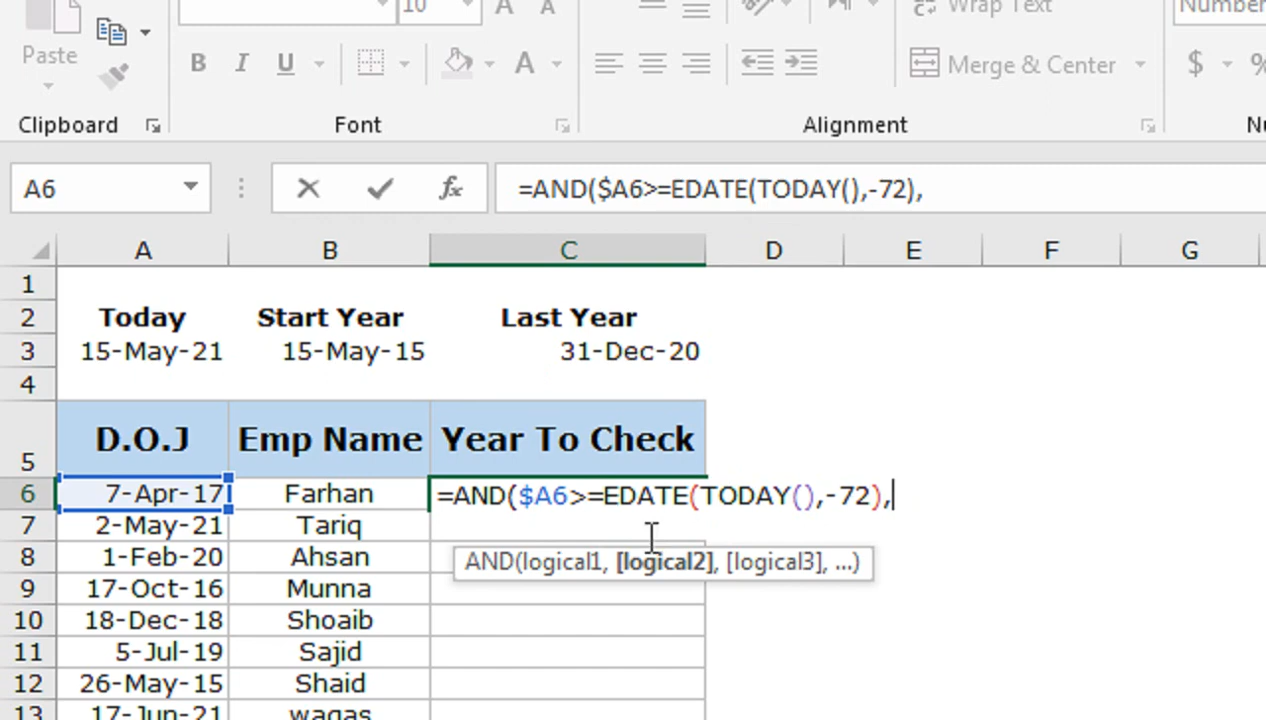 10 A A
Paste
Wrap Text
Number
B I U A
Merge & Center $ %
Clipboard Font Alignment
A6 fx =AND($A6>=EDATE(TODAY(),-72),
A B C D E F G
1
2 Today Start Year Last Year
3 15-May-21 15-May-15 31-Dec-20
4
5 D.O.J Emp Name Year To Check
6 7-Apr-17 Farhan =AND($A6>=EDATE(TODAY(),-72),
7 2-May-21 Tariq
AND(logical1, [logical2], [logical3], ...)
8 1-Feb-20 Ahsan
9 17-Oct-16 Munna
10 18-Dec-18 Shoaib
11 5-Jul-19 Sajid
12 26-May-15 Shaid
13 17-Jun-21 waqas